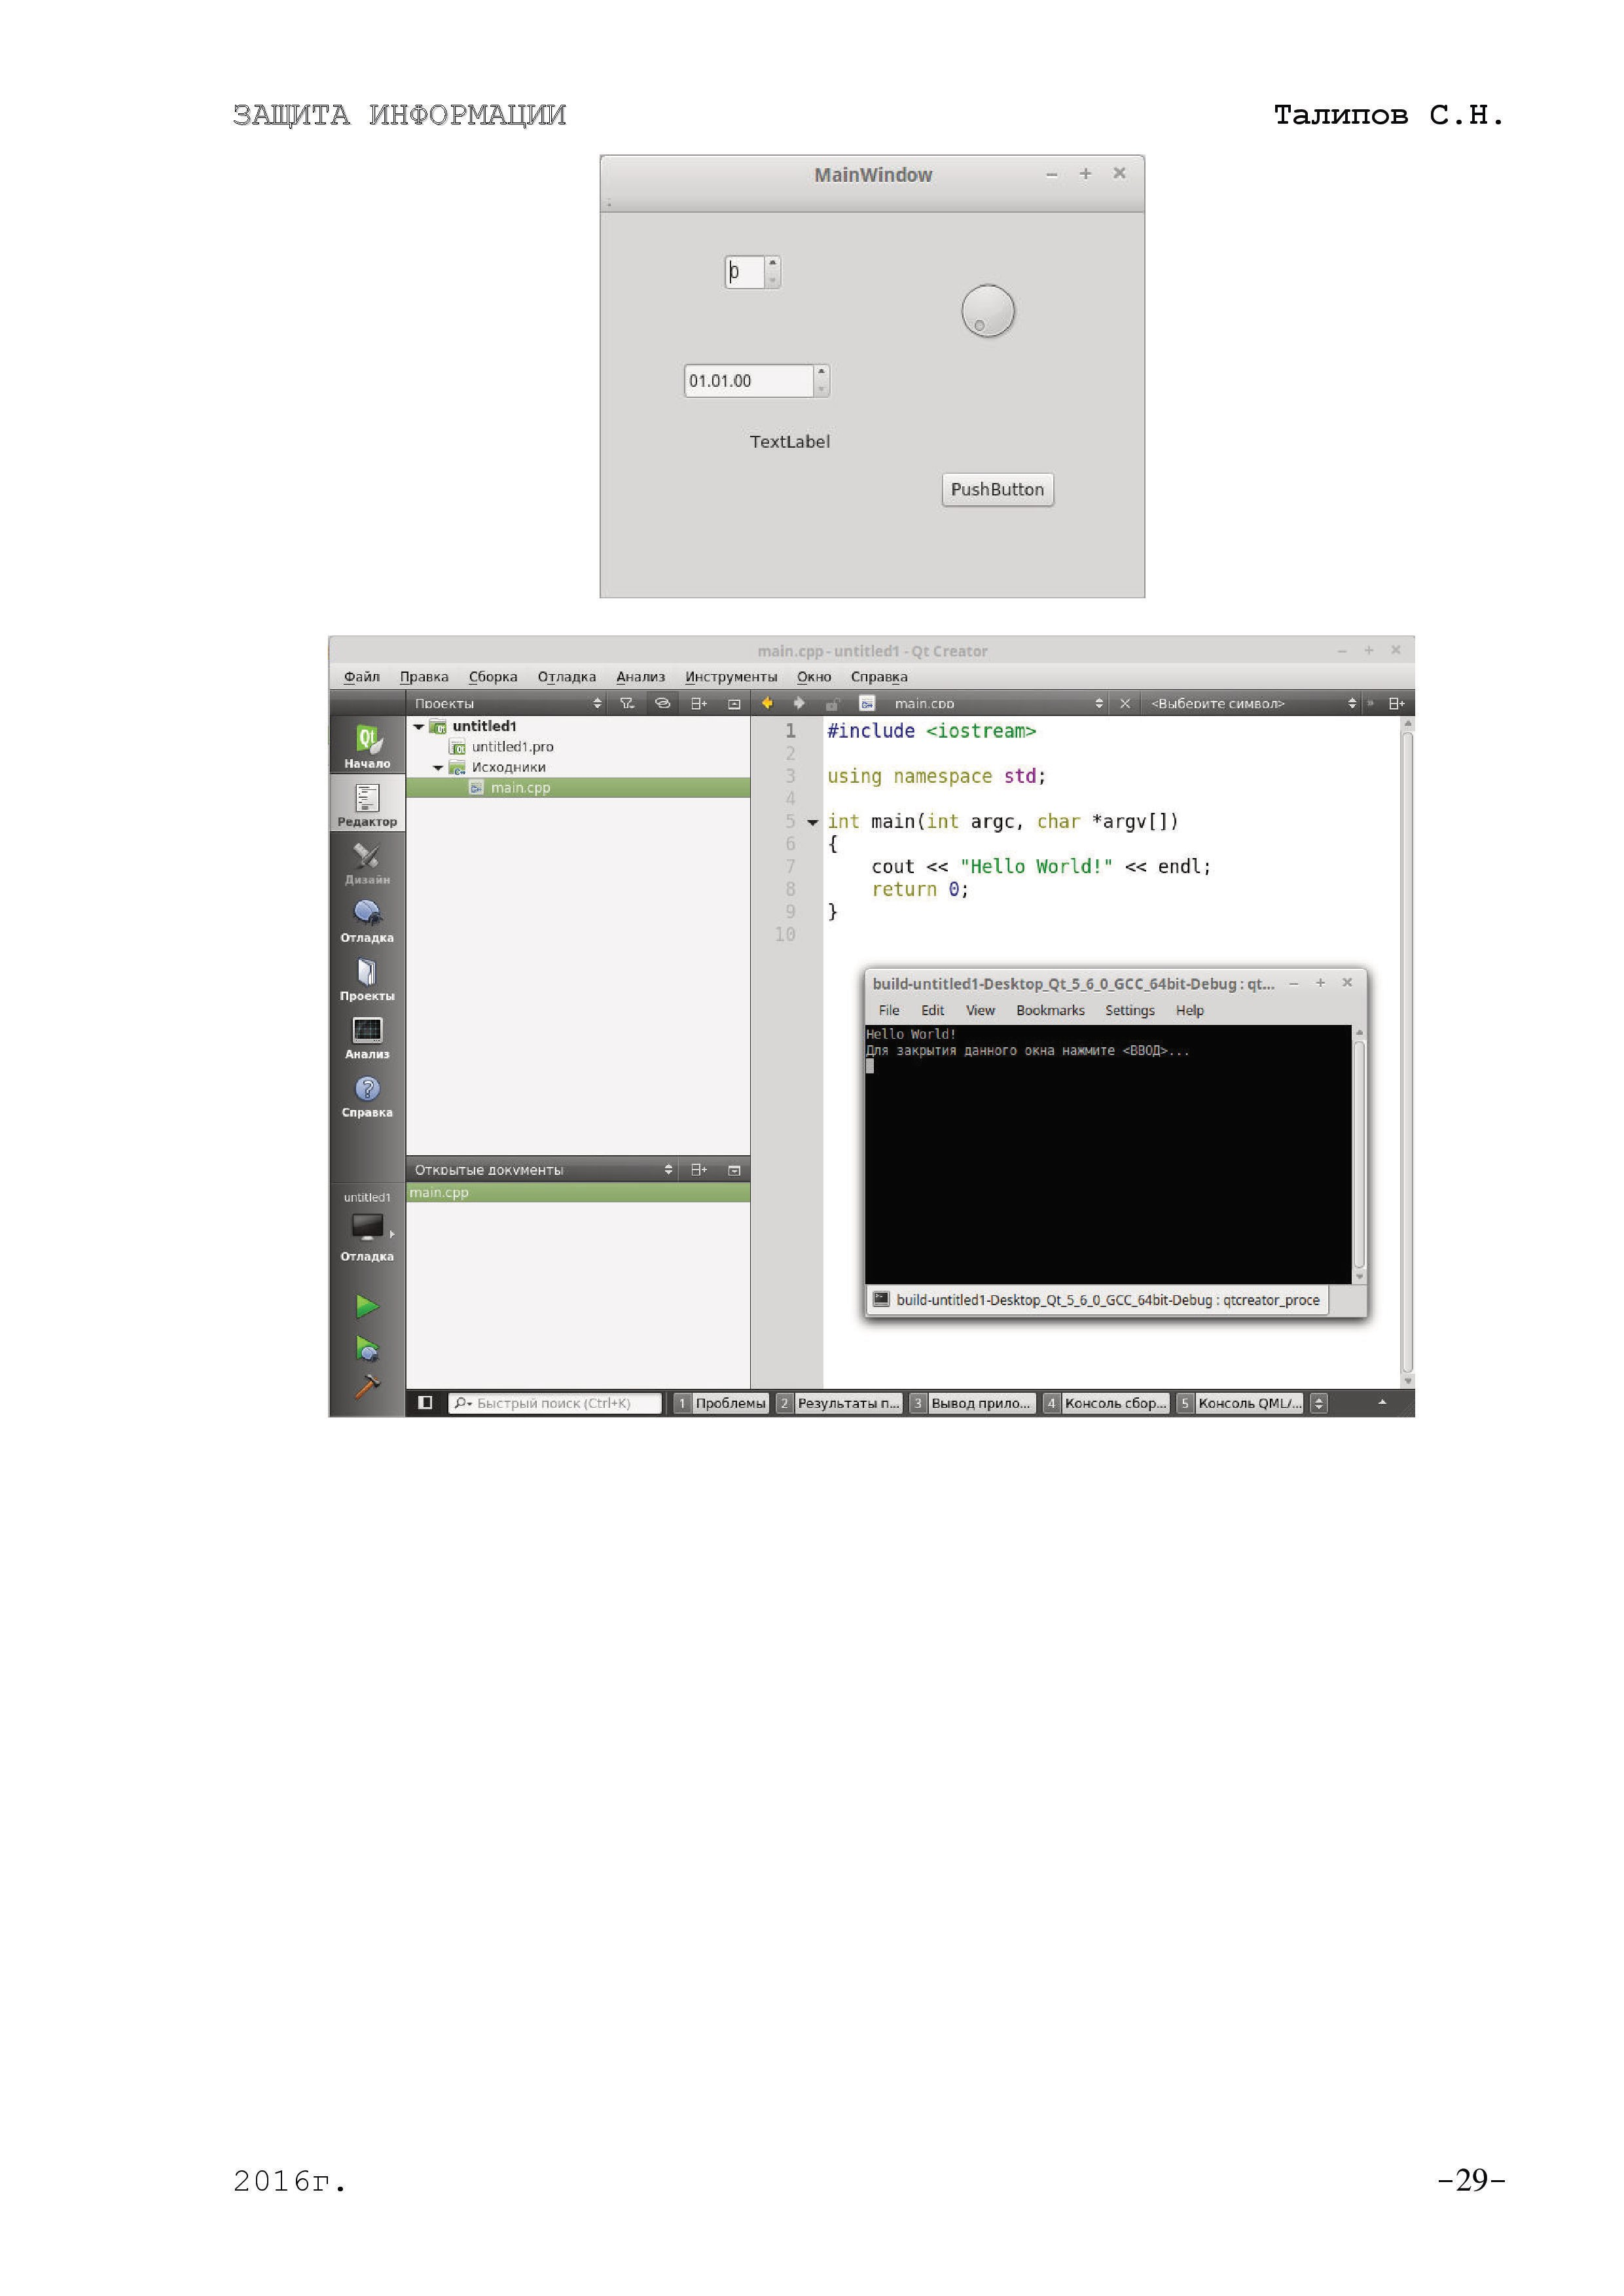 ЗАЩИТА ИНФОРМАЦИИ Талипов С.Н.
MainWindow
0
01.01.00
TextLabel
PushButton
main.cpp - untitled1 - Qt Creator
Файл Правка Сборка Отладка Анализ Инструменты Окно Справка
Проекты main.cpp <Выберите символ> »
Начало
Редактор
Дизайн
Отладка
Проекты
Анализ
Справка
untitled1
Отладка
untitled1
untitled1.pro
Исходники
main.cpp
Открытые документы
main.cpp
1 #include <iostream>
2
3 using namespace std;
4
5 int main(int argc, char *argv[])
6 {
7 cout << "Hello World!" << endl;
8 return 0;
9 }
10
build-untitled1-Desktop_Qt_5_6_0_GCC_64bit-Debug : qt...
File Edit View Bookmarks Settings Help
Hello World!
Для закрытия данного окна нажмите <ВВОД>...
build-untitled1-Desktop_Qt_5_6_0_GCC_64bit-Debug : qtcreator_proce
Быстрый поиск (Ctrl+K) 1 Проблемы 2 Результаты п... 3 Вывод прило... 4 Консоль сбор... 5 Консоль QML/...
2016г. -29-